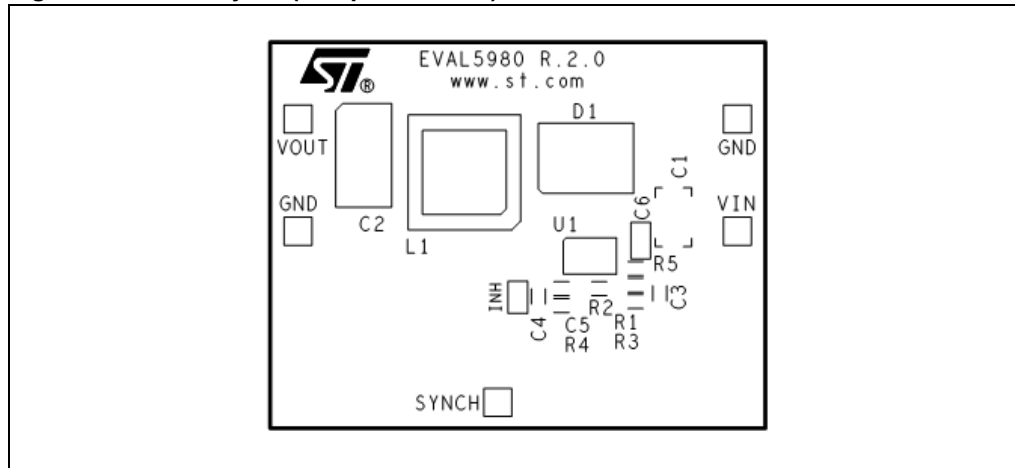 ST®
EVAL5980 R.2.0
www.st.com
VOUT
D1
GND
C1
GND
C2
L1
U1
C6
VIN
R5
INH
C4
C5
R4
R2
R1
R3
C3
SYNCH